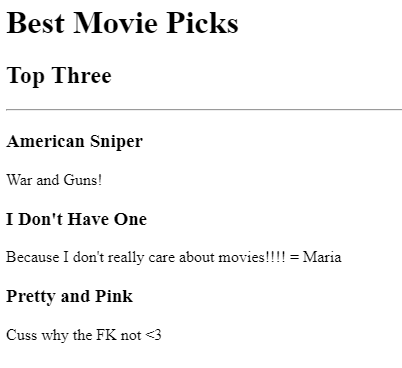 Best Movie Picks
Top Three
American Sniper
War and Guns!
I Don't Have One
Because I don't really care about movies!!!! = Maria
Pretty and Pink
Cuss why the FK not <3